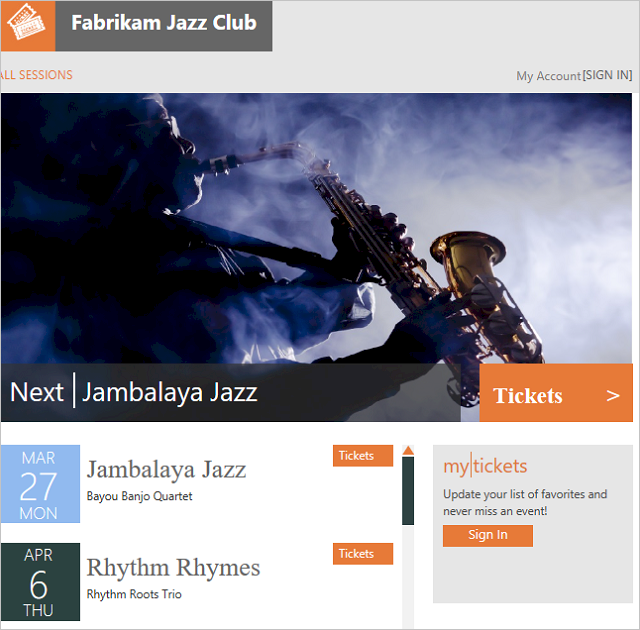 Fabrikam Jazz Club
ALL SESSIONS
My Account [SIGN IN]
Next | Jambalaya Jazz
Tickets >
MAR
27
MON
Jambalaya Jazz
Bayou Banjo Quartet
Tickets
APR
6
THU
Rhythm Rhymes
Rhythm Roots Trio
Tickets
my|tickets
Update your list of favorites and
never miss an event!
Sign In